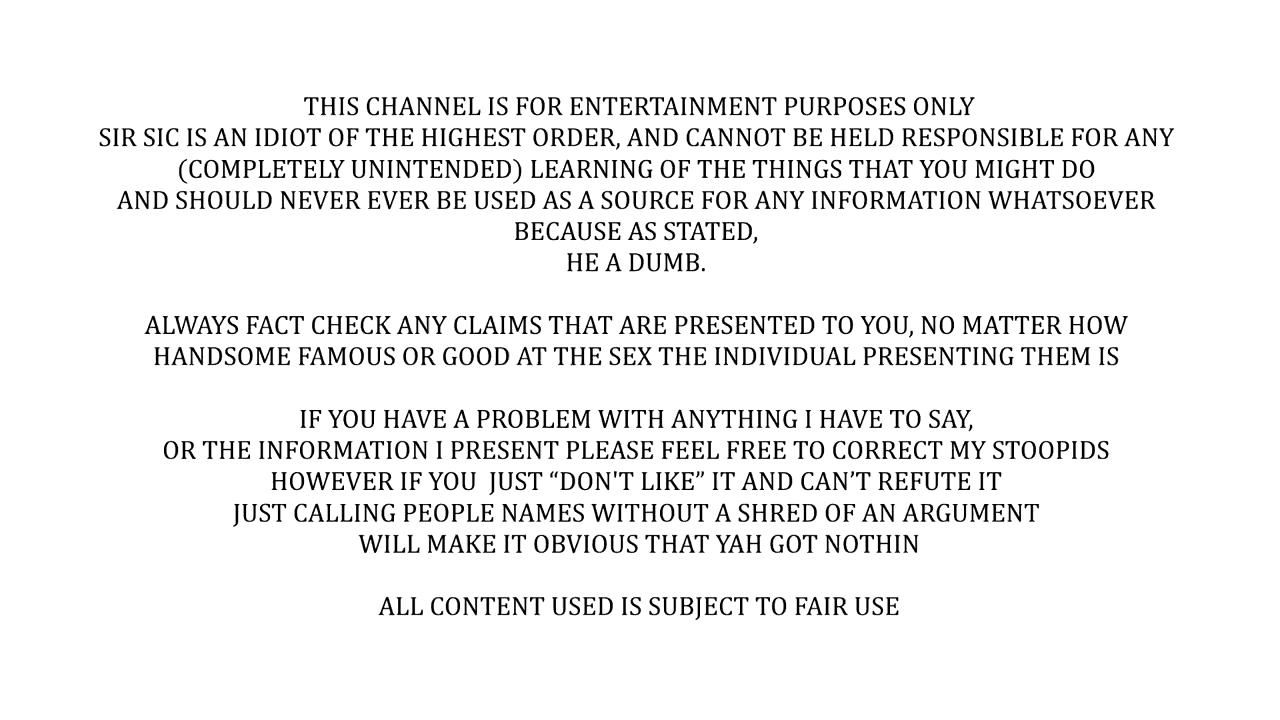 THIS CHANNEL IS FOR ENTERTAINMENT PURPOSES ONLY
SIR SIC IS AN IDIOT OF THE HIGHEST ORDER, AND CANNOT BE HELD RESPONSIBLE FOR ANY
(COMPLETELY UNINTENDED) LEARNING OF THE THINGS THAT YOU MIGHT DO
AND SHOULD NEVER EVER BE USED AS A SOURCE FOR ANY INFORMATION WHATSOEVER
BECAUSE AS STATED,
HE A DUMB.
ALWAYS FACT CHECK ANY CLAIMS THAT ARE PRESENTED TO YOU, NO MATTER HOW
HANDSOME FAMOUS OR GOOD AT THE SEX THE INDIVIDUAL PRESENTING THEM IS
IF YOU HAVE A PROBLEM WITH ANYTHING I HAVE TO SAY,
OR THE INFORMATION I PRESENT PLEASE FEEL FREE TO CORRECT MY STOOPIDS
HOWEVER IF YOU  JUST “DON'T LIKE” IT AND CAN’T REFUTE IT
JUST CALLING PEOPLE NAMES WITHOUT A SHRED OF AN ARGUMENT
WILL MAKE IT OBVIOUS THAT YAH GOT NOTHIN
ALL CONTENT USED IS SUBJECT TO FAIR USE